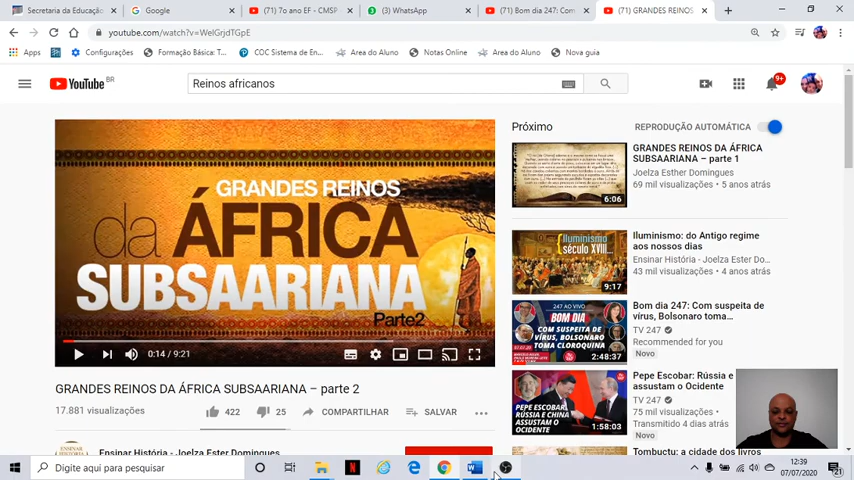 Secretaria da Educação
Google
(71) 7o ano EF - CMSP
(3) WhatsApp
(71) Bom dia 247: Com
(71) GRANDES REINOS
youtube.com/watch?v=WelGrjdTGpE
Apps
Configurações
Formação Básica: T...
COC Sistema de En...
Area do Aluno
Notas Online
Area do Aluno
Nova guia
YouTube BR
Reinos africanos
9+
GRANDES REINOS
da ÁFRICA
SUBSAARIANA
Parte2
0:14 / 9:21
GRANDES REINOS DA ÁFRICA SUBSAARIANA – parte 2
17.881 visualizações
422
25
COMPARTILHAR
SALVAR
ENSINAR
HISTÓRIA
Ensinar História - Joelza Ester Domingues
Próximo
REPRODUÇÃO AUTOMÁTICA
6:06
GRANDES REINOS DA ÁFRICA
SUBSAARIANA – parte 1
Joelza Ester Domingues
69 mil visualizações • 5 anos atrás
Iluminismo
século XVIII
9:17
Iluminismo: do Antigo regime
aos nossos dias
Ensinar História - Joelza Ester Do...
43 mil visualizações • 4 anos atrás
247 AO VIVO
BOM DIA
COM SUSPEITA
DE VÍRUS,
BOLSONARO
TOMA CLOROQUINA
2:48:37
Bom dia 247: Com suspeita de
vírus, Bolsonaro toma...
TV 247
Recommended for you
Novo
PEPE ESCOBAR:
RÚSSIA E
CHINA
ASSUSTAM O
OCIDENTE
1:58:03
Pepe Escobar: Rússia e
assustam o Ocidente
TV 247
75 mil visualizações •
Transmitido 4 dias atrás
Novo
Tombuctu: a cidade dos livros
Digite aqui para pesquisar
12:39
07/07/2020
21